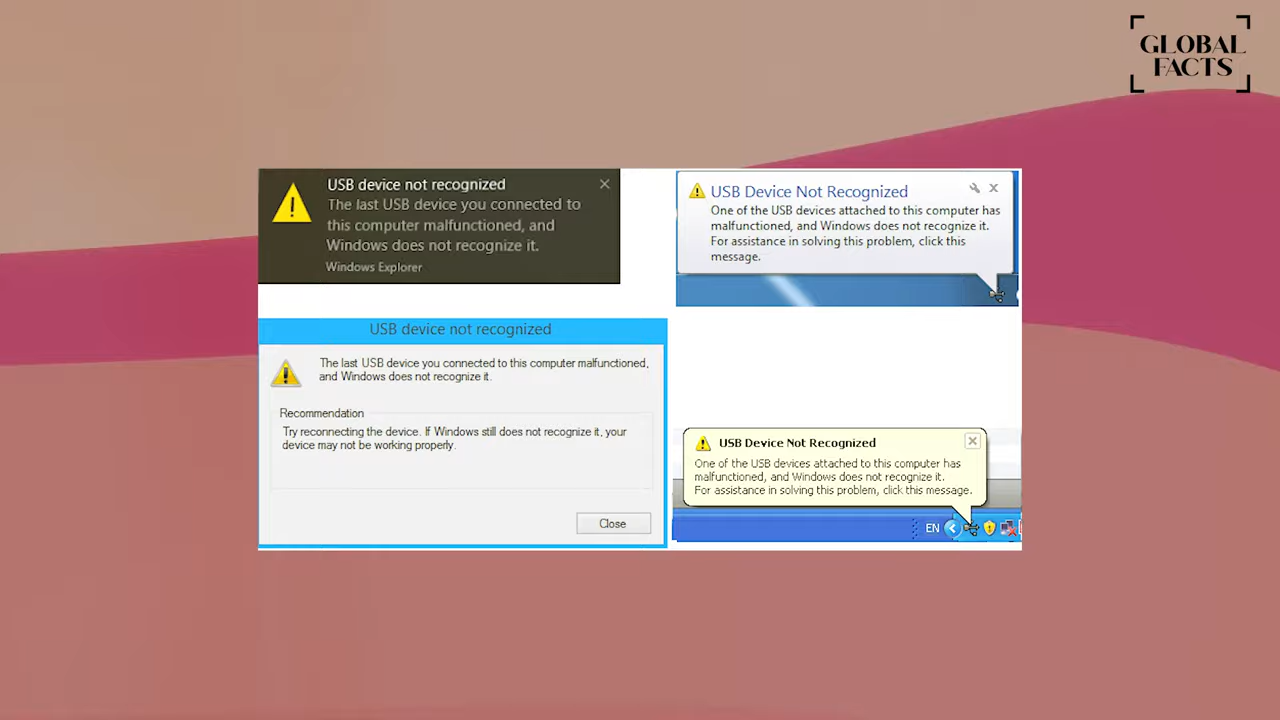 GLOBAL
FACTS
USB device not recognized
The last USB device you connected to
this computer malfunctioned, and
Windows does not recognize it.
Windows Explorer
USB Device Not Recognized
One of the USB devices attached to this computer has
malfunctioned, and Windows does not recognize it.
For assistance in solving this problem, click this
message.
USB device not recognized
The last USB device you connected to this computer malfunctioned,
and Windows does not recognize it.
Recommendation
Try reconnecting the device. If Windows still does not recognize it, your
device may not be working properly.
Close
USB Device Not Recognized
One of the USB devices attached to this computer has
malfunctioned, and Windows does not recognize it.
For assistance in solving this problem, click this message.
EN